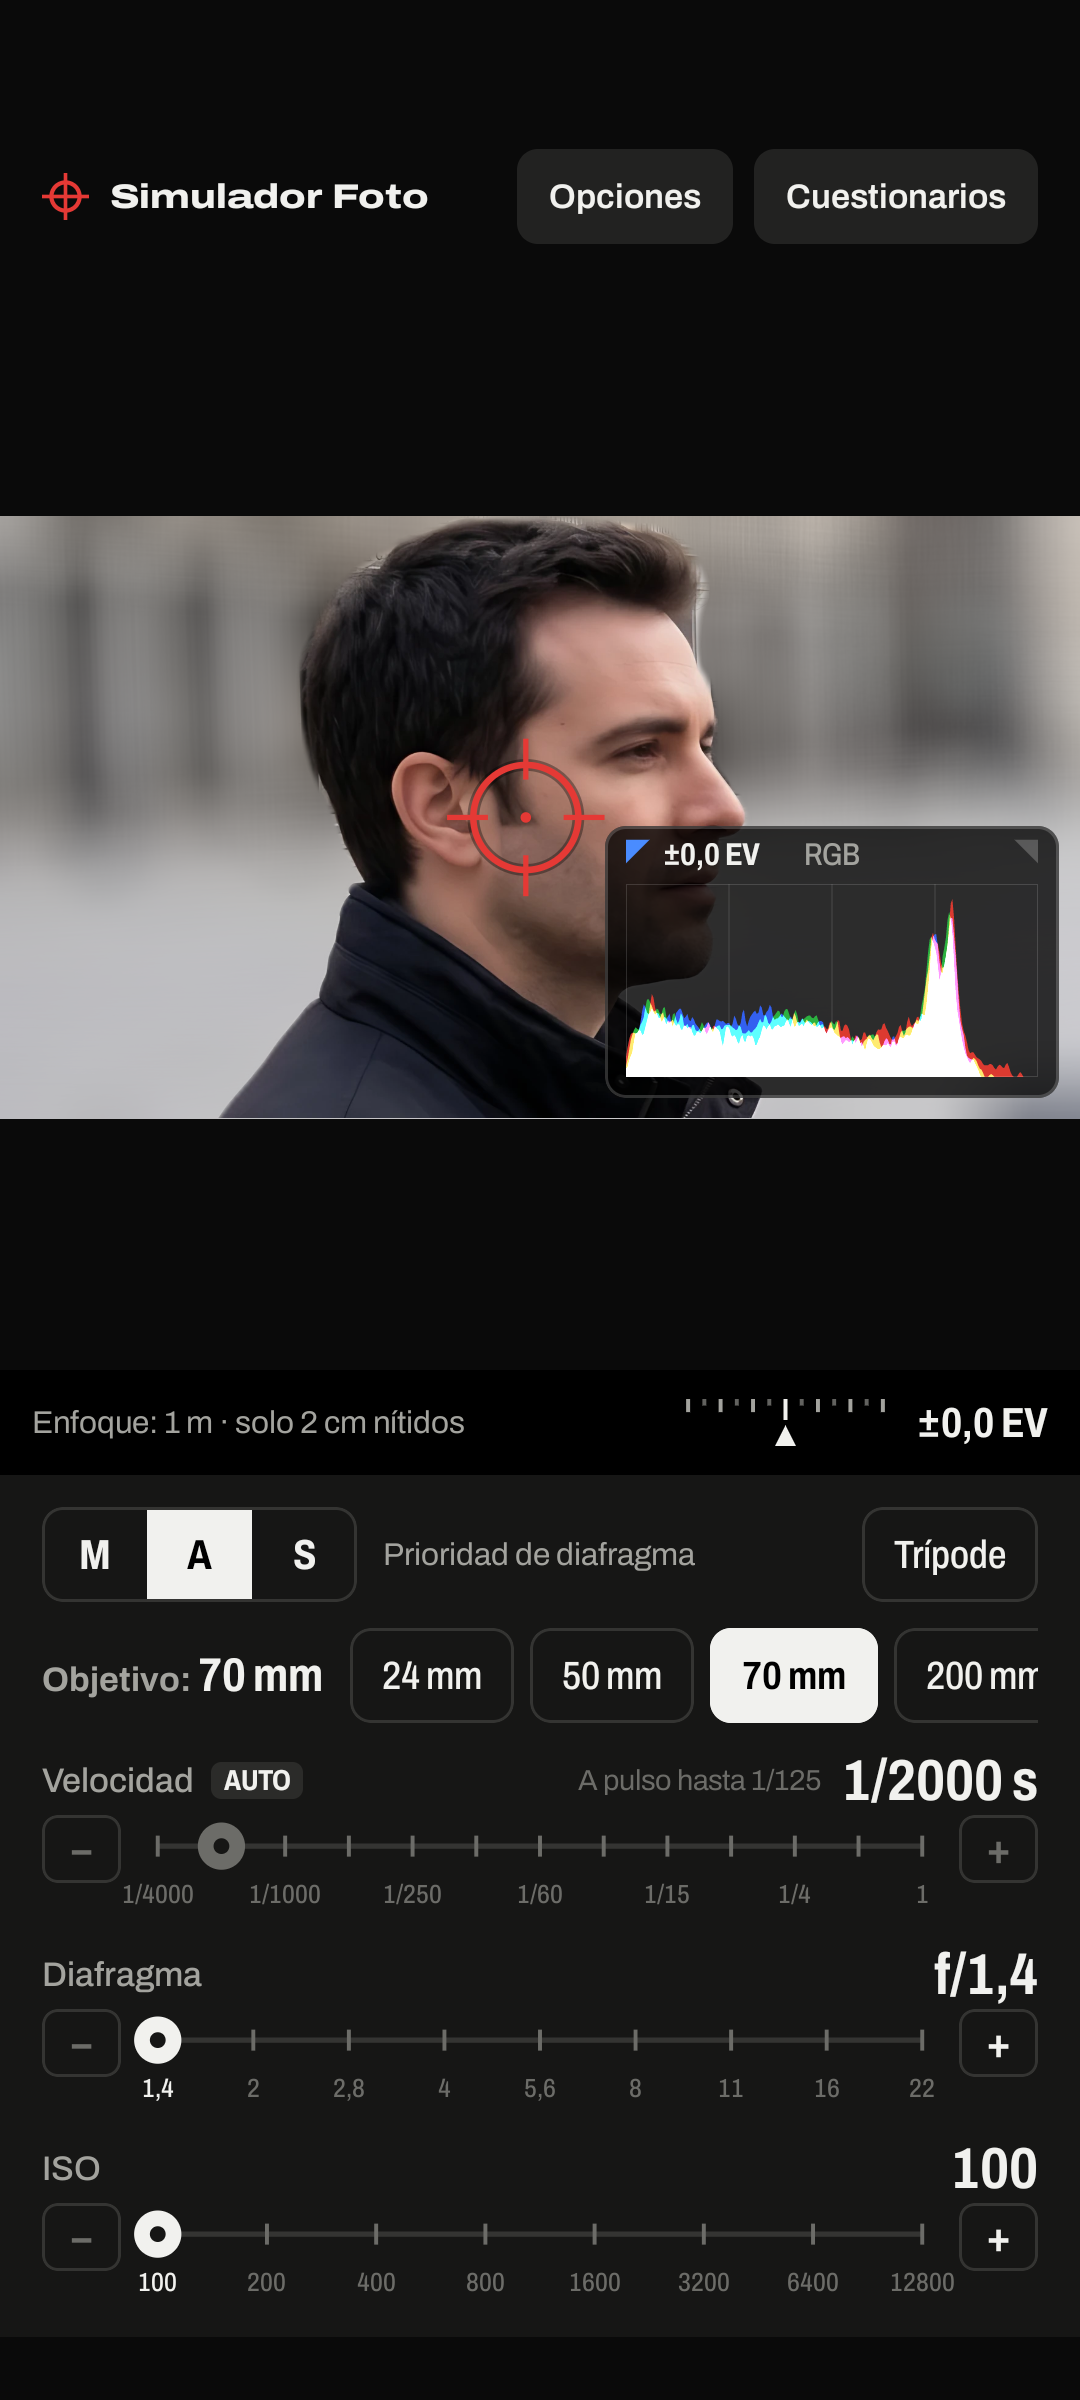 Simulador Foto
Opciones
Cuestionarios
±0,0 EV
RGB
Enfoque: 1 m · solo 2 cm nítidos
±0,0 EV
M
A
S
Prioridad de diafragma
Trípode
Objetivo: 70 mm
24 mm
50 mm
70 mm
200 mm
Velocidad AUTO
A pulso hasta 1/125
1/2000 s
− +
1/4000 1/1000 1/250 1/60 1/15 1/4 1
Diafragma
f/1,4
− +
1,4 2 2,8 4 5,6 8 11 16 22
ISO
100
− +
100 200 400 800 1600 3200 6400 12800